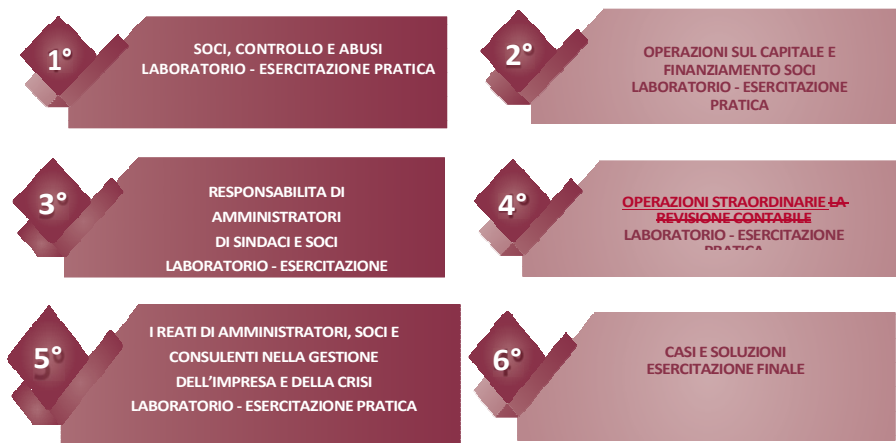 1°
SOCI, CONTROLLO E ABUSI
LABORATORIO - ESERCITAZIONE PRATICA
2°
OPERAZIONI SUL CAPITALE E
FINANZIAMENTO SOCI
LABORATORIO - ESERCITAZIONE
PRATICA
3°
RESPONSABILITA DI
AMMINISTRATORI
DI SINDACI E SOCI
LABORATORIO - ESERCITAZIONE
4°
OPERAZIONI STRAORDINARIE LA
REVISIONE CONTABILE
LABORATORIO - ESERCITAZIONE
PRATICA
5°
I REATI DI AMMINISTRATORI, SOCI E
CONSULENTI NELLA GESTIONE
DELL’IMPRESA E DELLA CRISI
LABORATORIO - ESERCITAZIONE PRATICA
6°
CASI E SOLUZIONI
ESERCITAZIONE FINALE